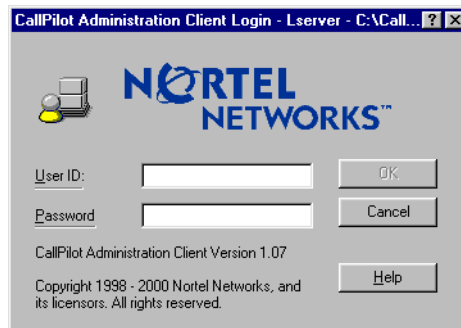 CallPilot Administration Client Login - Lserver - C:\Call...
NORTEL
NETWORKS™
User ID:
OK
Password
Cancel
CallPilot Administration Client Version 1.07
Copyright 1998 - 2000 Nortel Networks, and
its licensors. All rights reserved.
Help